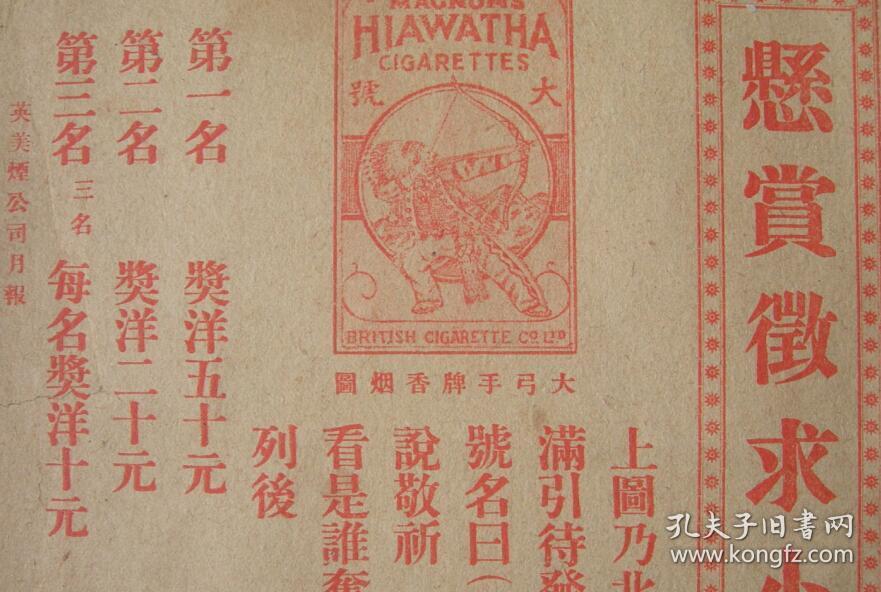 懸賞徵求
MAGNUMS
HIAWATHA
CIGARETTES
大號
BRITISH CIGARETTE CO. LTD
大弓手牌香烟圖
上圖乃北
滿引待發
號名曰(
說敬祈
看是誰奪
列後
第一名 獎洋五十元
第二名 獎洋二十元
第三名 三名 每名獎洋十元
英美煙公司月報
孔夫子旧书网
www.kongfz.com